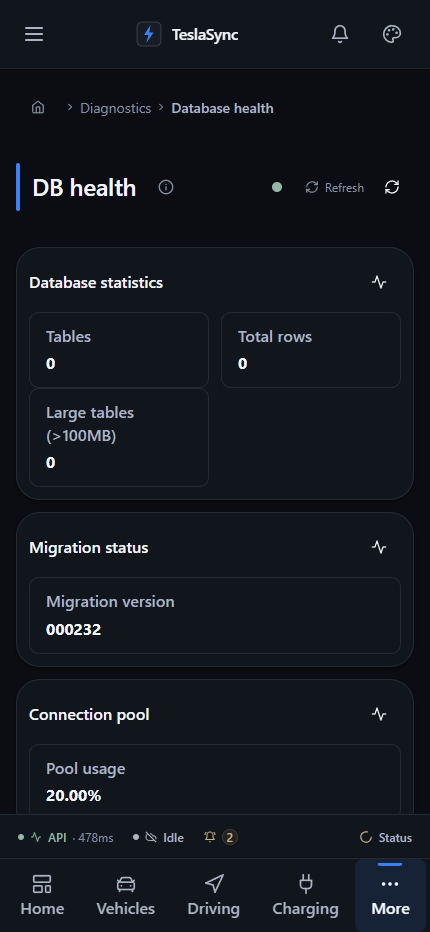 TeslaSync
Diagnostics Database health
DB health Refresh
Database statistics
Tables
0
Total rows
0
Large tables
(>100MB)
0
Migration status
Migration version
000232
Connection pool
Pool usage
20.00%
API · 478ms Idle 2 Status
Home Vehicles Driving Charging More